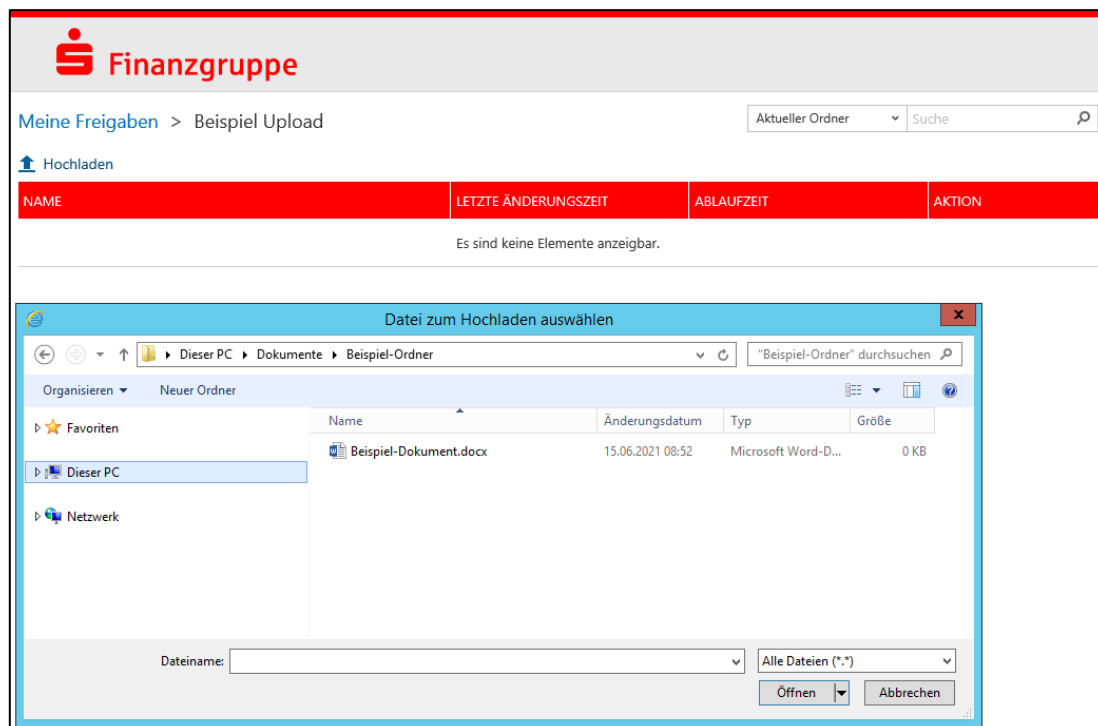 Finanzgruppe
Meine Freigaben > Beispiel Upload
Aktueller Ordner Suche
Hochladen
NAME LETZTE ÄNDERUNGSZEIT ABLAUFZEIT AKTION
Es sind keine Elemente anzeigbar.
Datei zum Hochladen auswählen x
Dieser PC Dokumente Beispiel-Ordner "Beispiel-Ordner" durchsuchen
Organisieren Neuer Ordner
Name Änderungsdatum Typ Größe
Favoriten
Beispiel-Dokument.docx 15.06.2021 08:52 Microsoft Word-D... 0 KB
Dieser PC
Netzwerk
Dateiname: Alle Dateien (*.*)
Öffnen Abbrechen